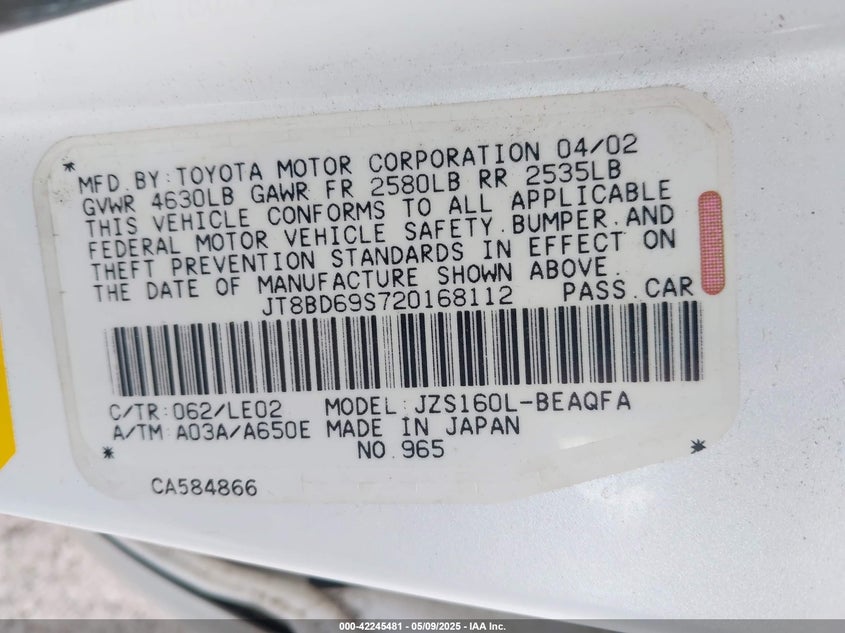 MFD.BY:TOYOTA MOTOR CORPORATION 04/02
GVWR 4630LB GAWR FR 2580LB RR 2535LB
THIS VEHICLE CONFORMS TO ALL APPLICABLE
FEDERAL MOTOR VEHICLE SAFETY.BUMPER.AND
THEFT PREVENTION STANDARDS IN EFFECT ON
THE DATE OF MANUFACTURE SHOWN ABOVE.
JT8BD69S720168112 PASS.CAR
C/TR:062/LE02 MODEL:JZS160L-BEAQFA
A/TM:A03A/A650E MADE IN JAPAN
NO.965
CA584866
000-42245481 - 05/09/2025 - IAA Inc.